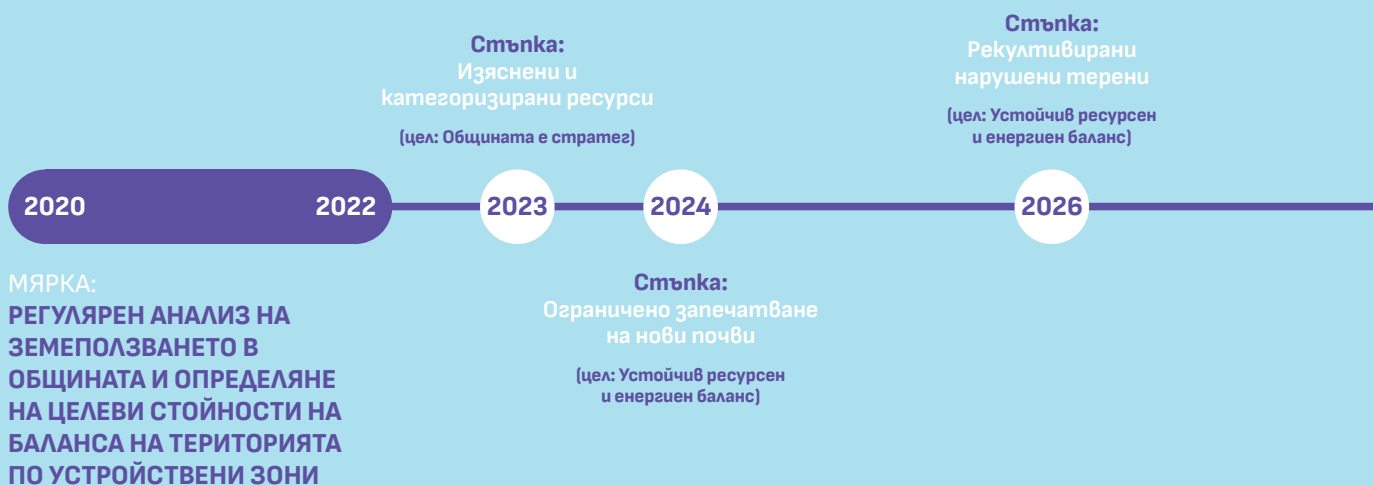 Стъпка:
Изяснени и
категоризирани ресурси
(цел: Общината е стратег)
Стъпка:
Рекултивирани
нарушени терени
(цел: Устойчив ресурсен
и енергиен баланс)
2020 2022 2023 2024 2026
МЯРКА:
РЕГУЛЯРЕН АНАЛИЗ НА
ЗЕМЕПОЛЗВАНЕТО В
ОБЩИНАТА И ОПРЕДЕЛЯНЕ
НА ЦЕЛЕВИ СТОЙНОСТИ НА
БАЛАНСА НА ТЕРИТОРИЯТА
ПО УСТРОЙСТВЕНИ ЗОНИ
Стъпка:
Ограничено запечатване
на нови почви
(цел: Устойчив ресурсен
и енергиен баланс)